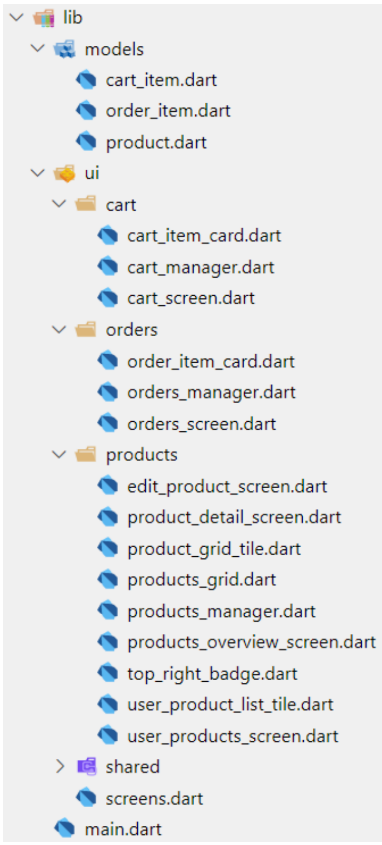 lib
models
cart_item.dart
order_item.dart
product.dart
ui
cart
cart_item_card.dart
cart_manager.dart
cart_screen.dart
orders
order_item_card.dart
orders_manager.dart
orders_screen.dart
products
edit_product_screen.dart
product_detail_screen.dart
product_grid_tile.dart
products_grid.dart
products_manager.dart
products_overview_screen.dart
top_right_badge.dart
user_product_list_tile.dart
user_products_screen.dart
shared
screens.dart
main.dart